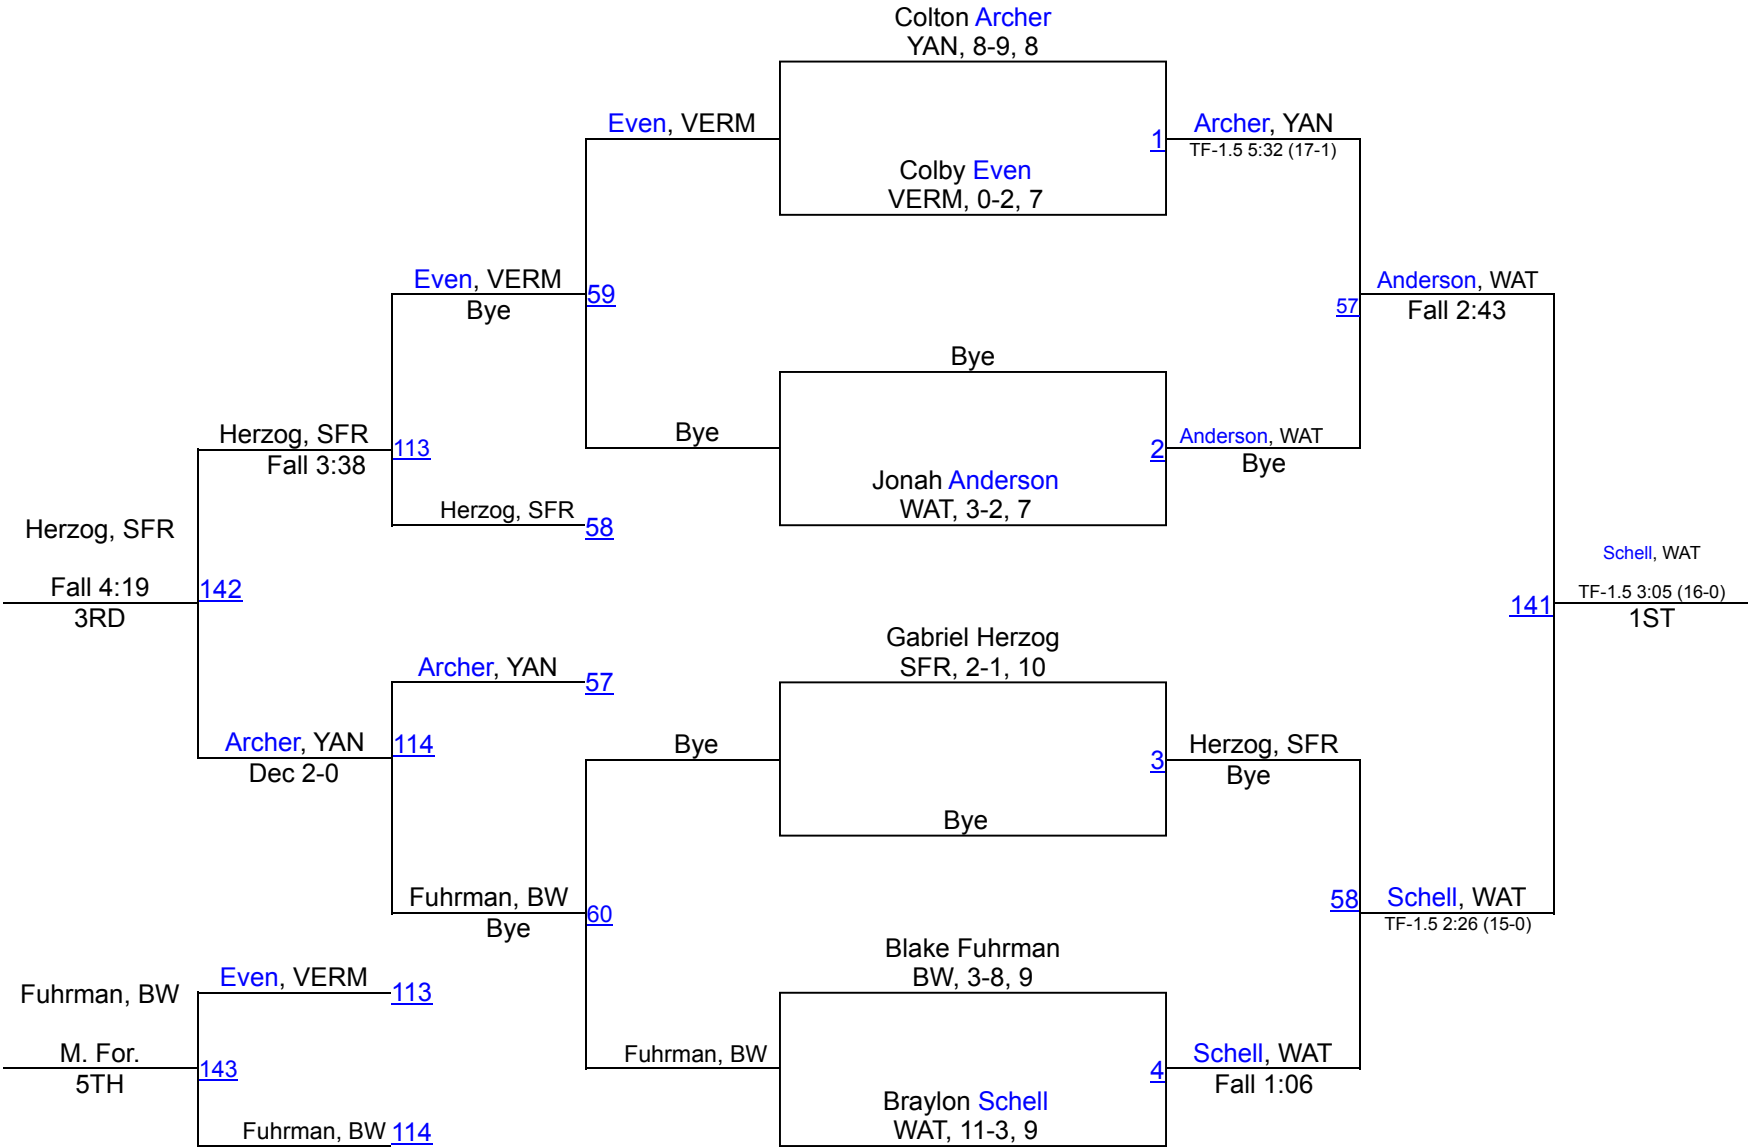 Colton Archer
YAN, 8-9, 8
Even, VERM
1
Archer, YAN
TF-1.5 5:32 (17-1)
Colby Even
VERM, 0-2, 7
Even, VERM
Bye
59
57
Anderson, WAT
Fall 2:43
Bye
Herzog, SFR
Fall 3:38
113
Bye
2
Anderson, WAT
Bye
Jonah Anderson
WAT, 3-2, 7
Herzog, SFR
58
Herzog, SFR
Fall 4:19
3RD
142
141
Schell, WAT
TF-1.5 3:05 (16-0)
1ST
Gabriel Herzog
SFR, 2-1, 10
Archer, YAN
57
Archer, YAN
Dec 2-0
114
Bye
3
Herzog, SFR
Bye
Bye
Fuhrman, BW
Bye
60
58
Schell, WAT
TF-1.5 2:26 (15-0)
Blake Fuhrman
BW, 3-8, 9
Even, VERM
113
Fuhrman, BW
M. For.
5TH
143
Fuhrman, BW
4
Schell, WAT
Fall 1:06
Braylon Schell
WAT, 11-3, 9
Fuhrman, BW
114